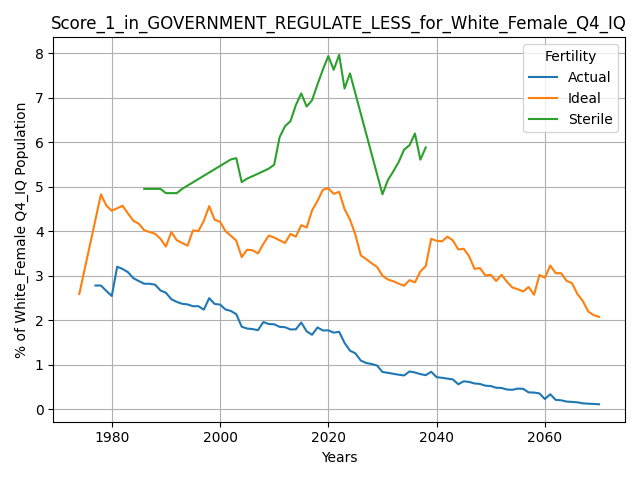 Score_1_in_GOVERNMENT_REGULATE_LESS_for_White_Female_Q4_IQ
Fertility
Actual
Ideal
Sterile
% of White_Female Q4_IQ Population
8
7
6
5
4
3
2
1
0
1980 2000 2020 2040 2060
Years